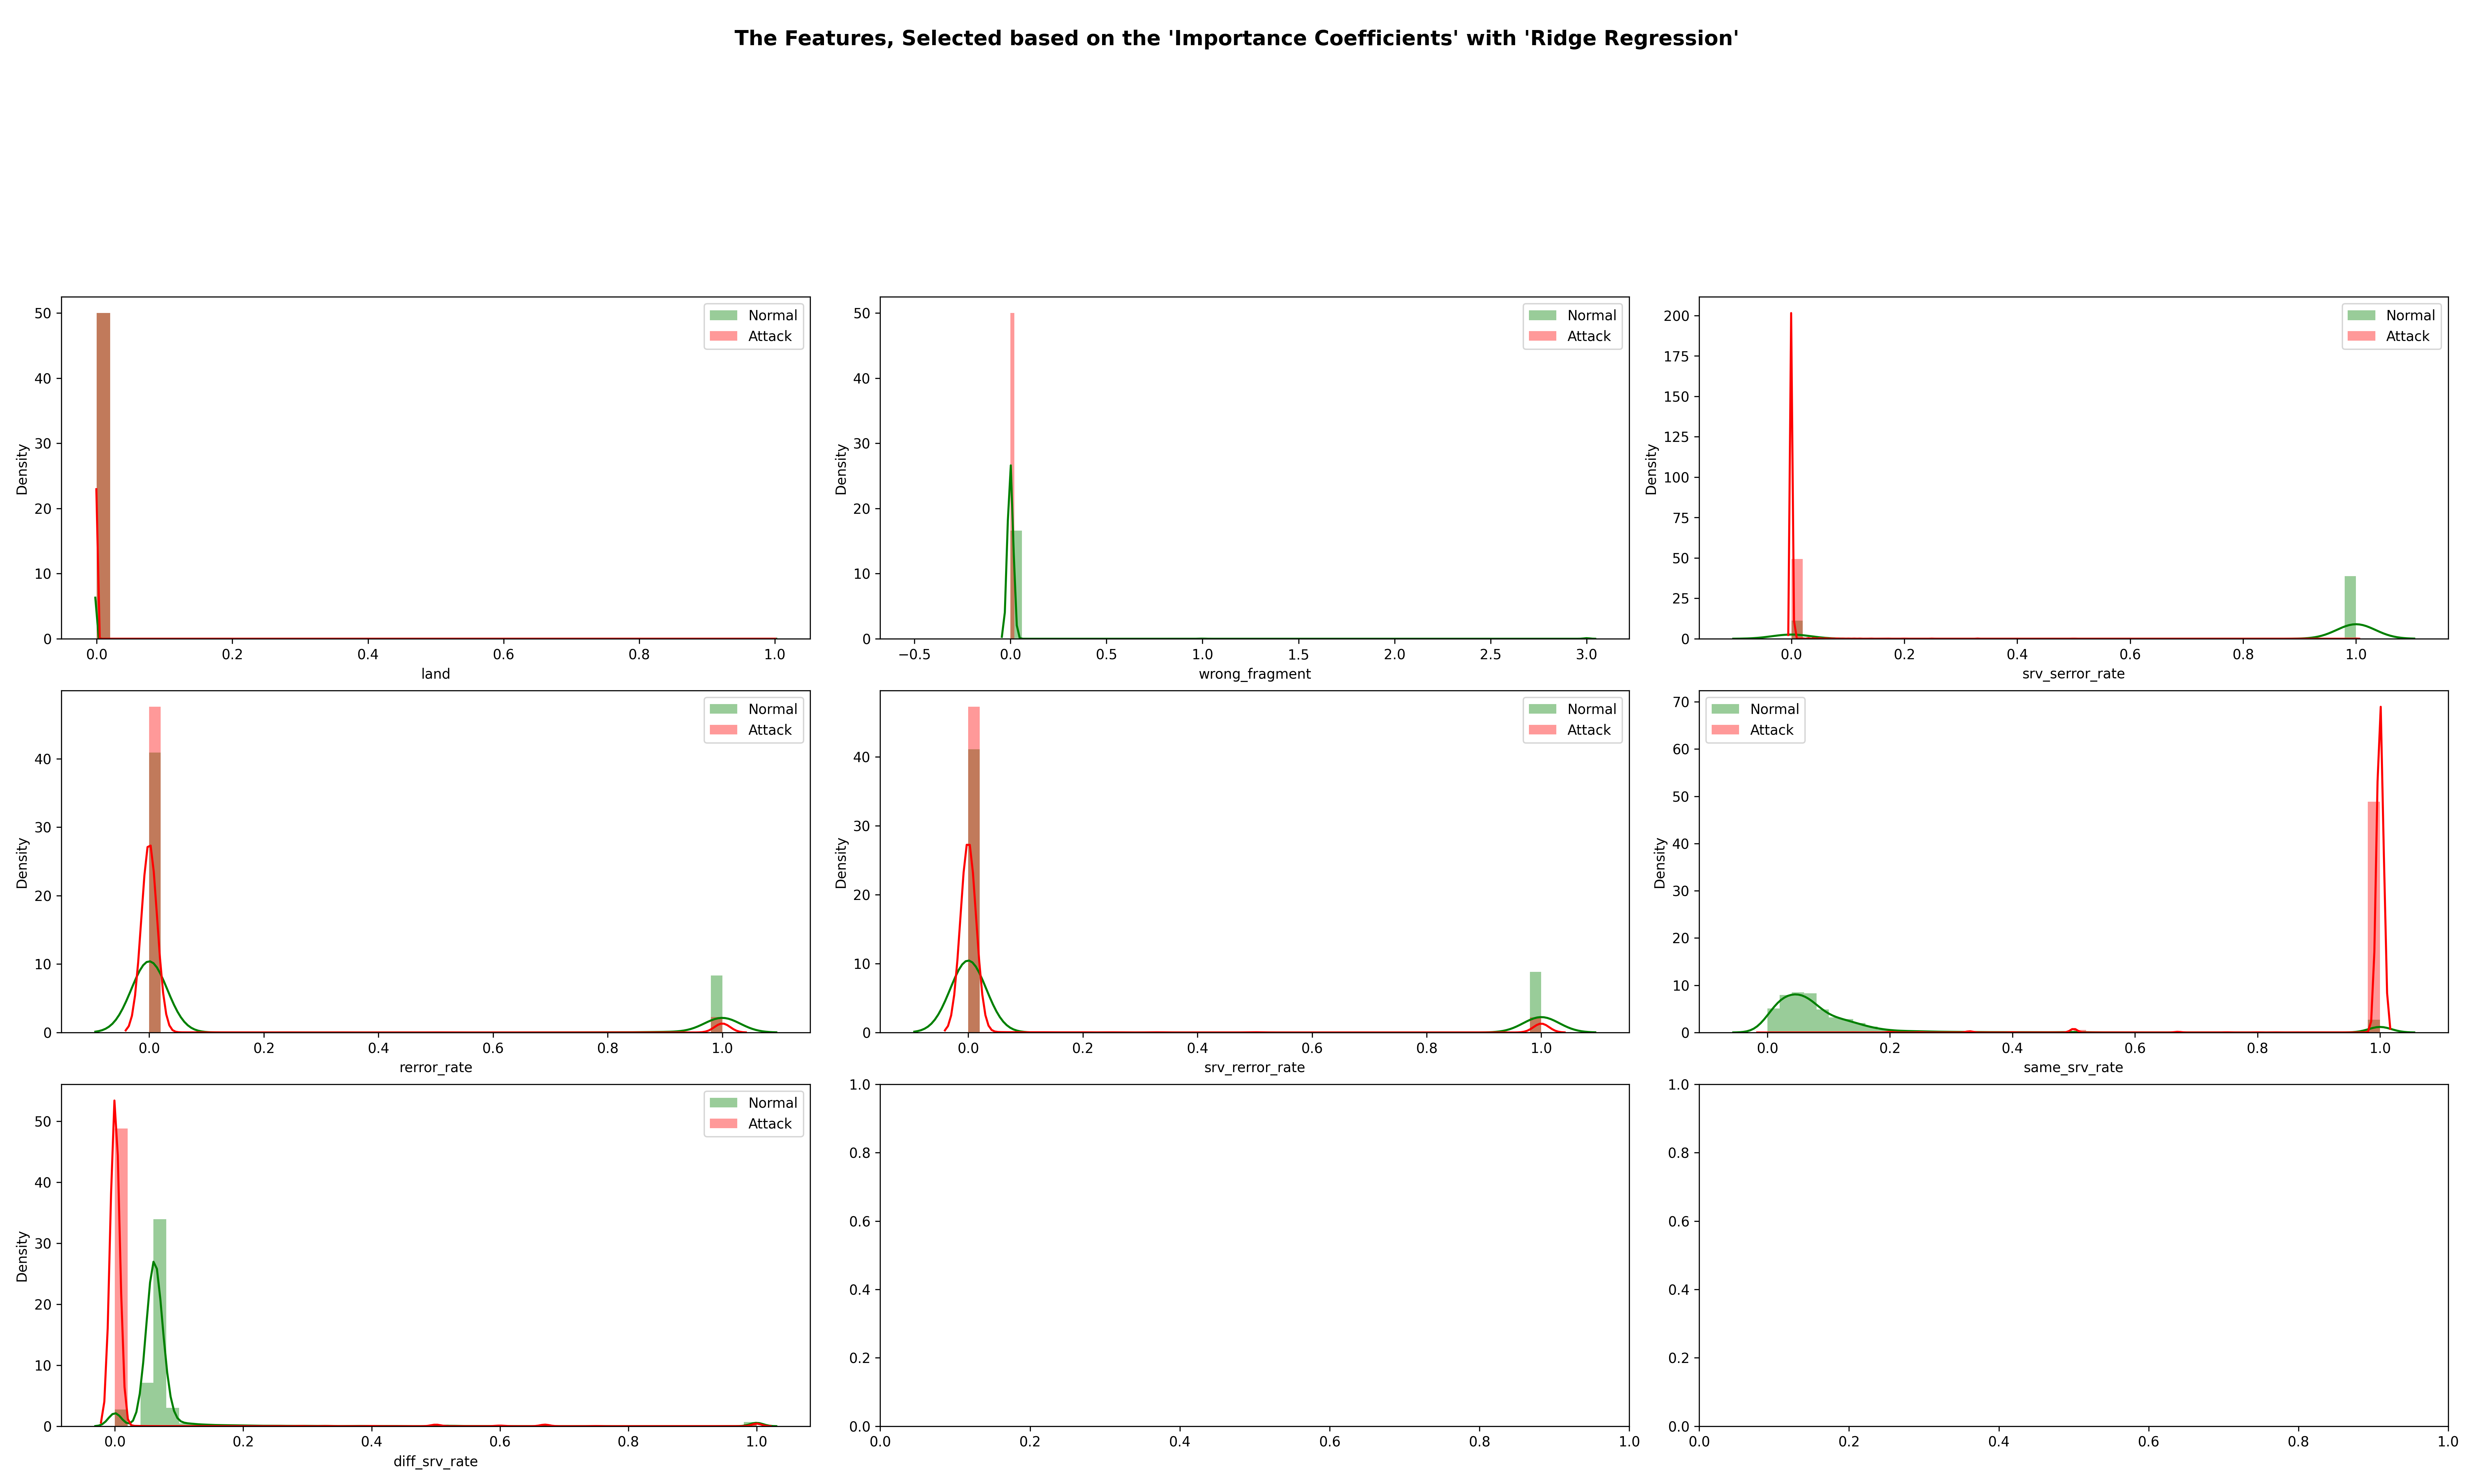 The Features, Selected based on the 'Importance Coefficients' with 'Ridge Regression'
50
40
30
20
10
0
Density
0.0 0.2 0.4 0.6 0.8 1.0
land
Normal
Attack
50
40
30
20
10
0
Density
−0.5 0.0 0.5 1.0 1.5 2.0 2.5 3.0
wrong_fragment
Normal
Attack
200
175
150
125
100
75
50
25
0
Density
0.0 0.2 0.4 0.6 0.8 1.0
srv_serror_rate
Normal
Attack
40
30
20
10
0
Density
0.0 0.2 0.4 0.6 0.8 1.0
rerror_rate
Normal
Attack
40
30
20
10
0
Density
0.0 0.2 0.4 0.6 0.8 1.0
srv_rerror_rate
Normal
Attack
70
60
50
40
30
20
10
0
Density
0.0 0.2 0.4 0.6 0.8 1.0
same_srv_rate
Normal
Attack
50
40
30
20
10
0
Density
0.0 0.2 0.4 0.6 0.8 1.0
diff_srv_rate
Normal
Attack
1.0
0.8
0.6
0.4
0.2
0.0
0.0 0.2 0.4 0.6 0.8 1.0
1.0
0.8
0.6
0.4
0.2
0.0
0.0 0.2 0.4 0.6 0.8 1.0